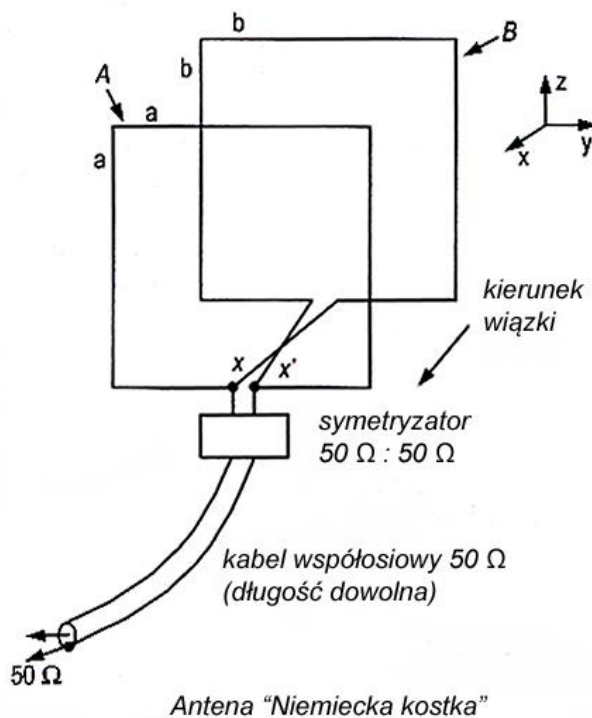 b
B
b
A
a
z
a
x
y
kierunek
wiązki
x
x'
symetryzator
50 Ω : 50 Ω
kabel współosiowy 50 Ω
(długość dowolna)
50 Ω
Antena "Niemiecka kostka"